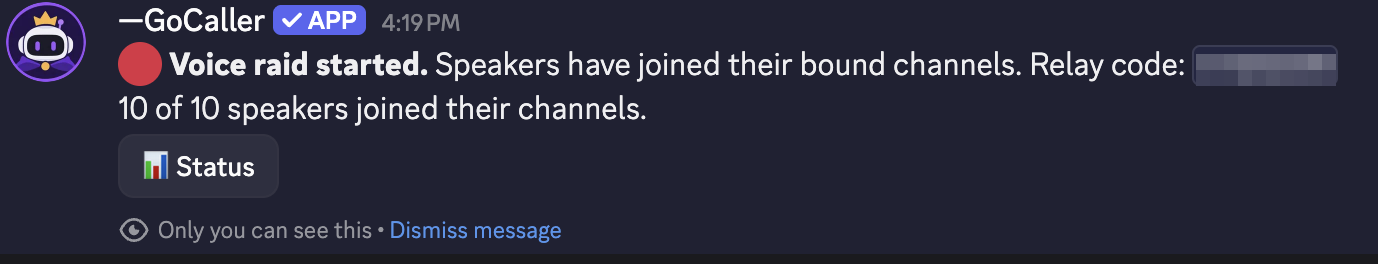 —GoCaller ✓ APP 4:19 PM
🔴 Voice raid started. Speakers have joined their bound channels. Relay code:
10 of 10 speakers joined their channels.
📊 Status
Only you can see this • Dismiss message